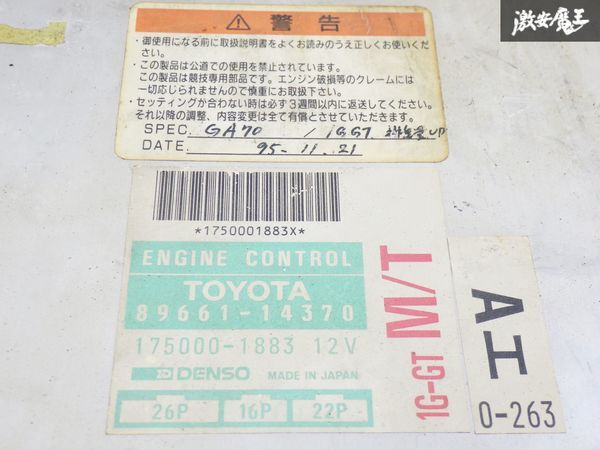 激安魔王
警告
・御使用になる前に取扱説明書をよくお読みのうえ正しくお使いくだ
さい。
・この製品は公道での使用を禁止されています。
この製品は競技専用部品です。エンジン破損等のクレームには
一切応じられませんので慎重にお取扱下さい。
・セッティングが合わない時は必ず3週間以内に返送してください。
それ以降の調整、内容変更は全て有償とさせていただきます。
SPEC. GA70 / 1GGT UP
DATE. 95-11.21
*1750001883X*
ENGINE CONTROL
TOYOTA
89661-14370
175000-1883 12V
DENSO MADE IN JAPAN
26P 16P 22P
1G-GT M/T
AI
0-263